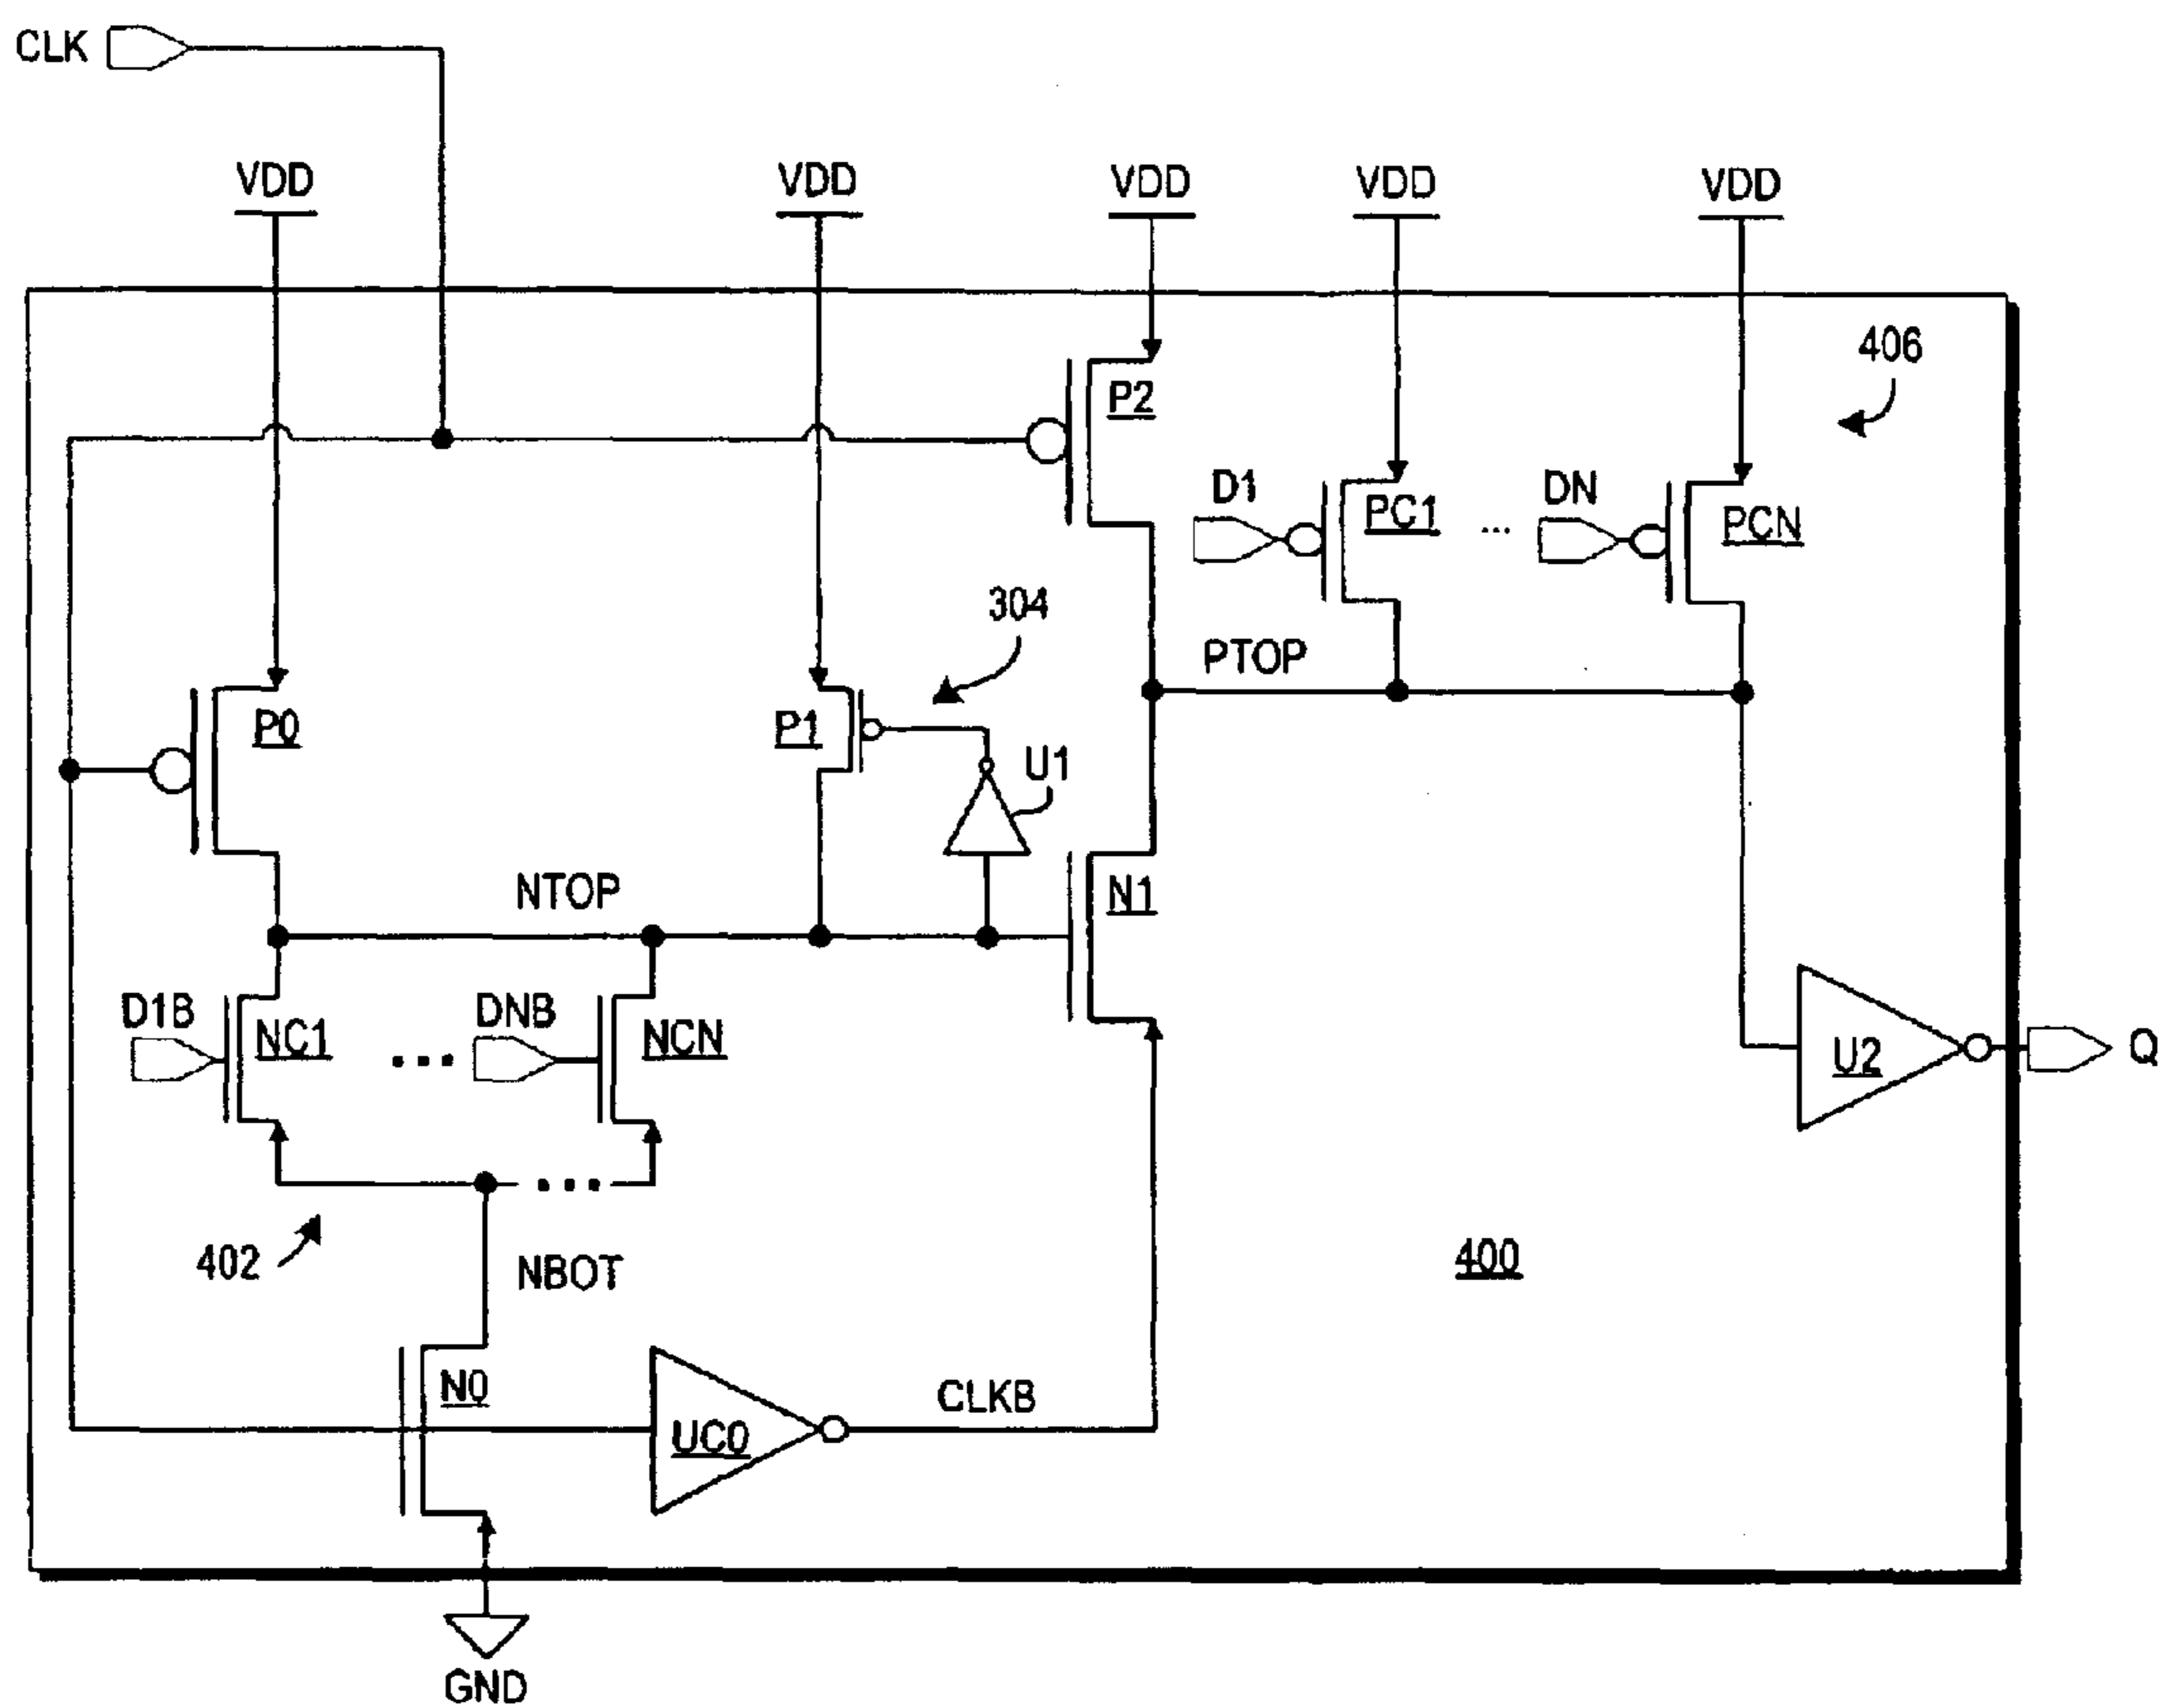 CLK
VDD VDD VDD VDD VDD
406
P2
D1 PC1 ... DN PCN
304
PTOP
P0 P1 U1
NTOP N1
D1B NC1 ... DNB NCN
U2 Q
402 NBOT 400
N0 UC0 CLKB
GND